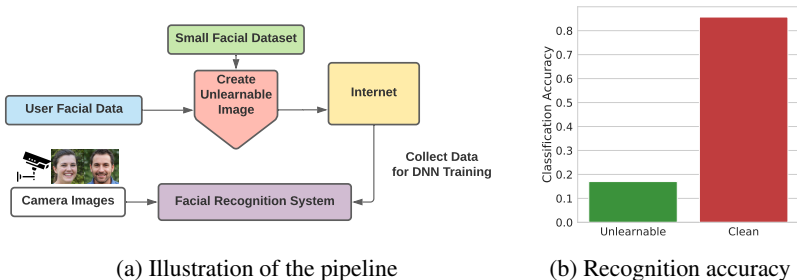 Small Facial Dataset
Create
Unlearnable
Image
User Facial Data
Internet
Collect Data
for DNN Training
Camera Images
Facial Recognition System
(a) Illustration of the pipeline
Classification Accuracy
0.8
0.7
0.6
0.5
0.4
0.3
0.2
0.1
0.0
Unlearnable
Clean
(b) Recognition accuracy